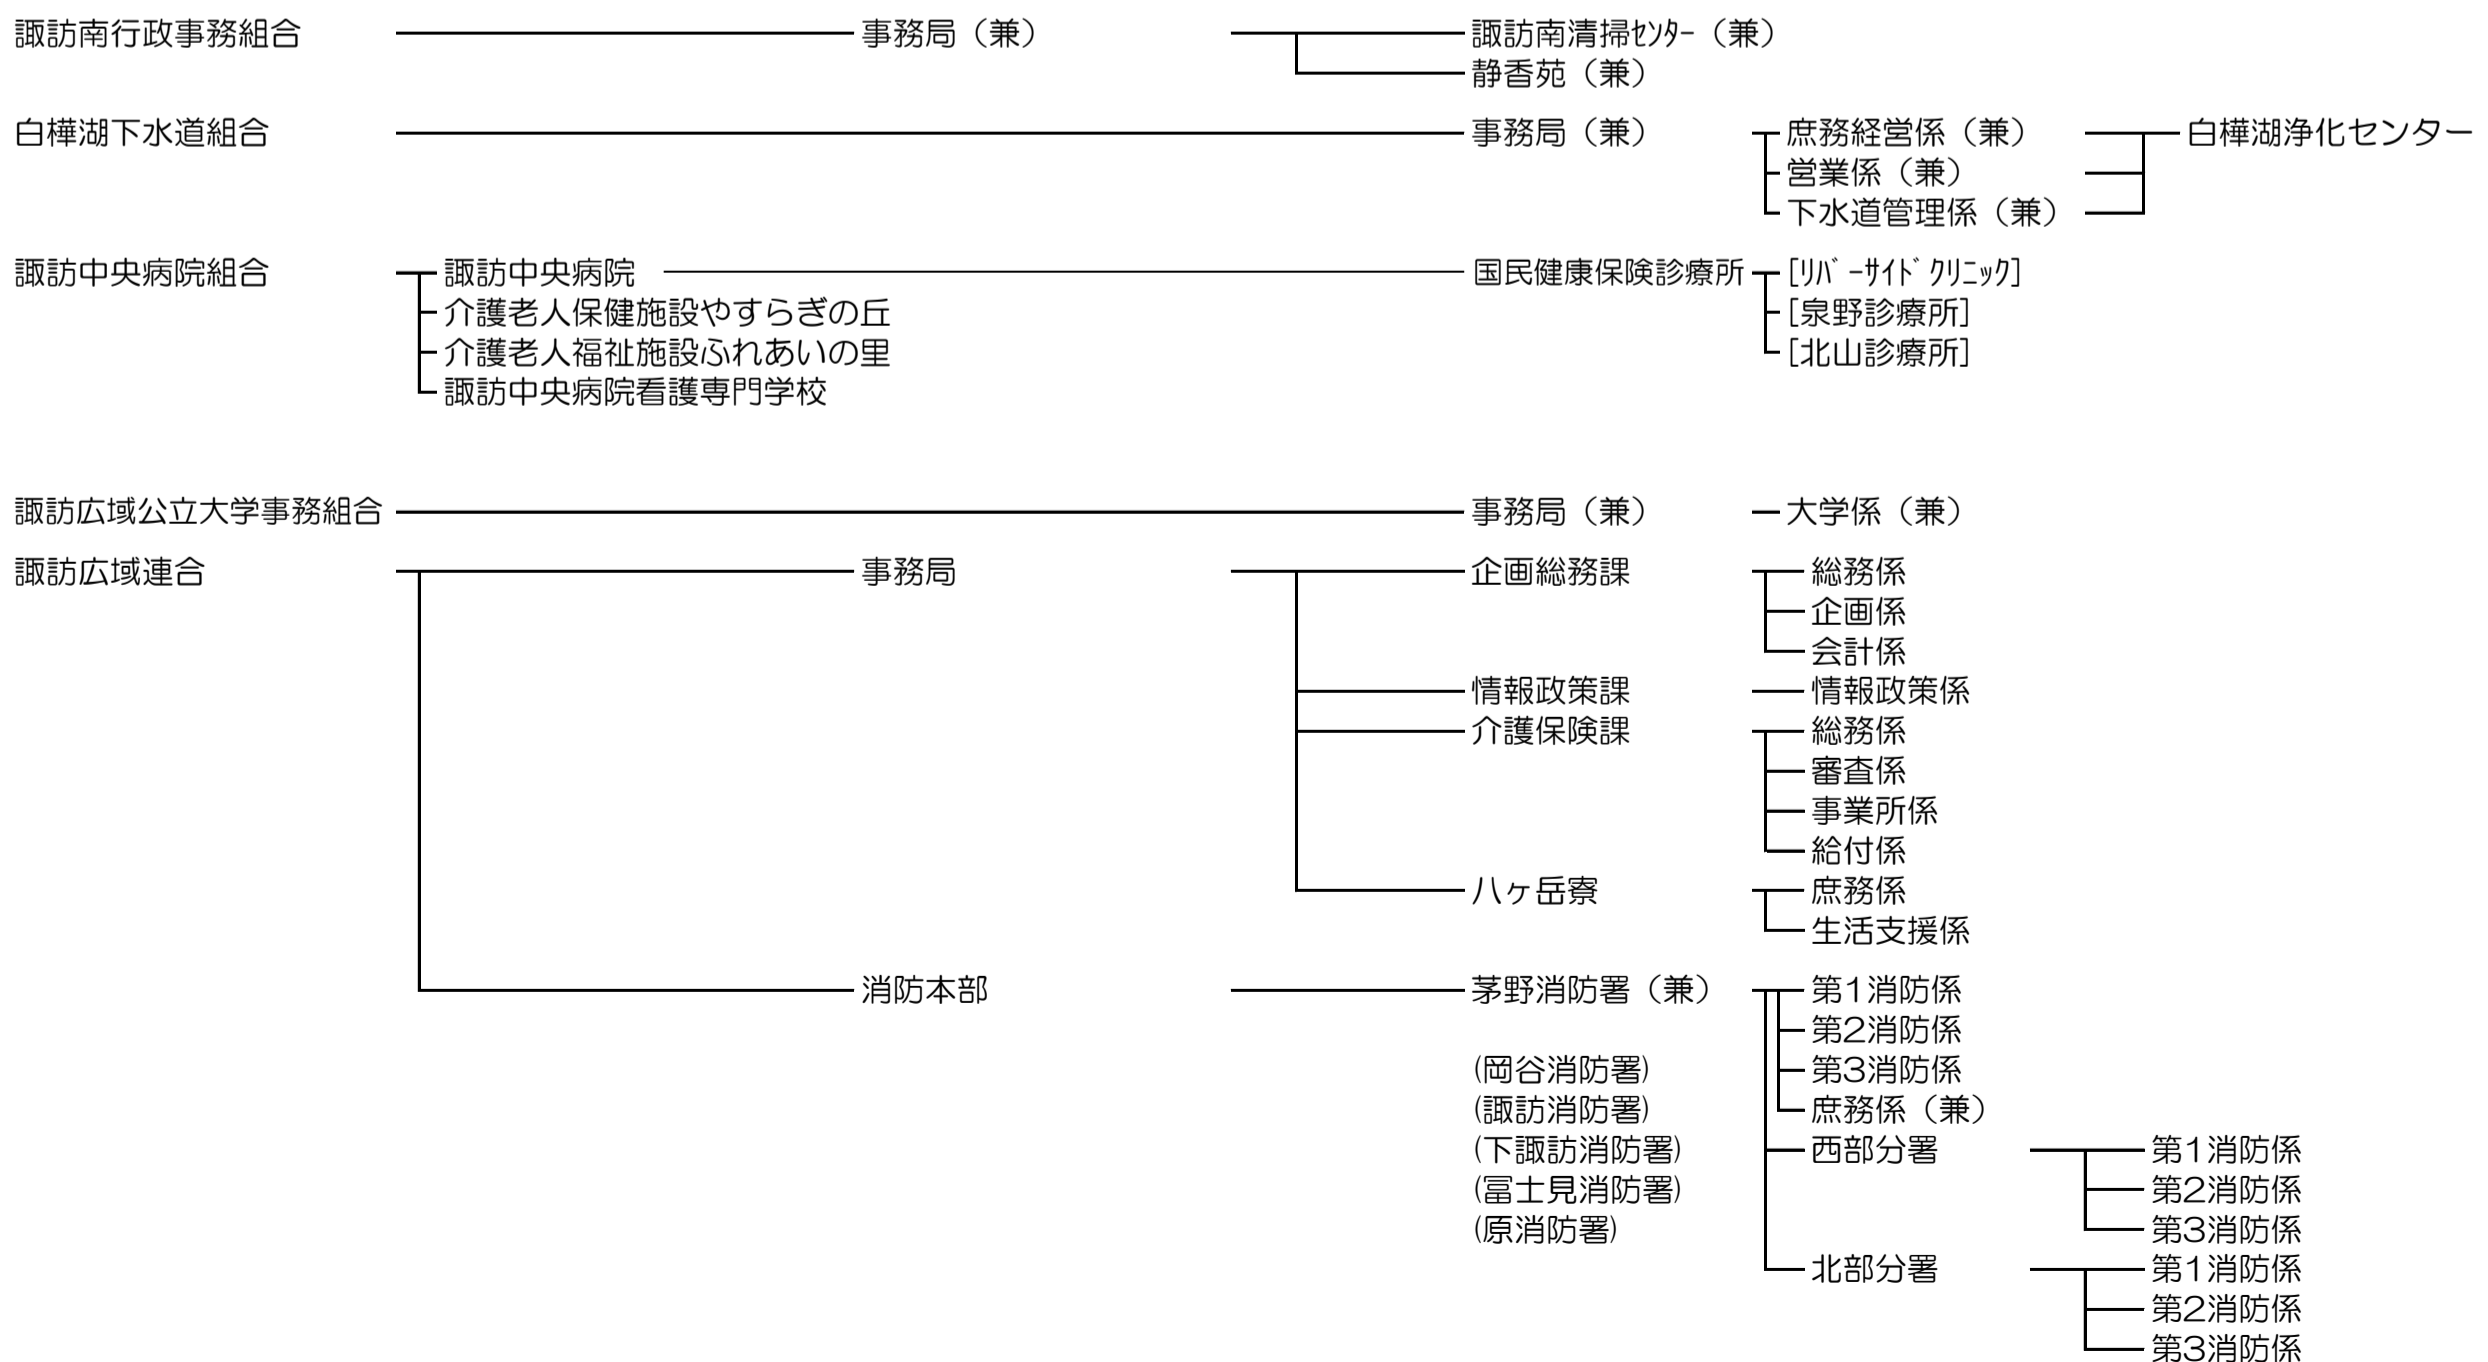 諏訪南行政事務組合 事務局（兼） 諏訪南清掃ｾﾝﾀｰ（兼）
静香苑（兼）
白樺湖下水道組合 事務局（兼） 庶務経営係（兼） 白樺湖浄化センター
営業係（兼）
下水道管理係（兼）
諏訪中央病院組合 諏訪中央病院 国民健康保険診療所 [ﾘﾊﾞｰｻｲﾄﾞｸﾘﾆｯｸ]
介護老人保健施設やすらぎの丘 [泉野診療所]
介護老人福祉施設ふれあいの里 [北山診療所]
諏訪中央病院看護専門学校
諏訪広域公立大学事務組合 事務局（兼） 大学係（兼）
諏訪広域連合 事務局 企画総務課 総務係
企画係
会計係
情報政策課 情報政策係
介護保険課 総務係
審査係
事業所係
給付係
八ヶ岳寮 庶務係
生活支援係
消防本部 茅野消防署（兼） 第1消防係
第2消防係
(岡谷消防署) 第3消防係
(諏訪消防署) 庶務係（兼）
(下諏訪消防署) 西部分署 第1消防係
(冨士見消防署) 第2消防係
(原消防署) 第3消防係
北部分署 第1消防係
第2消防係
第3消防係